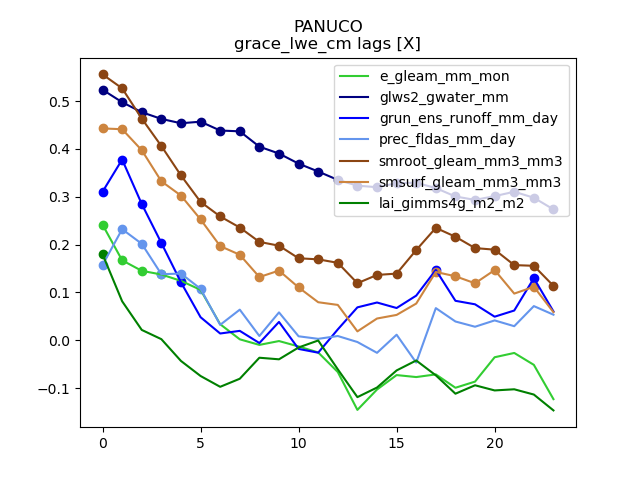 PANUCO
grace_lwe_cm lags [X]
e_gleam_mm_mon
glws2_gwater_mm
grun_ens_runoff_mm_day
prec_fldas_mm_day
smroot_gleam_mm3_mm3
smsurf_gleam_mm3_mm3
lai_gimms4g_m2_m2
0.5
0.4
0.3
0.2
0.1
0.0
−0.1
0
5
10
15
20